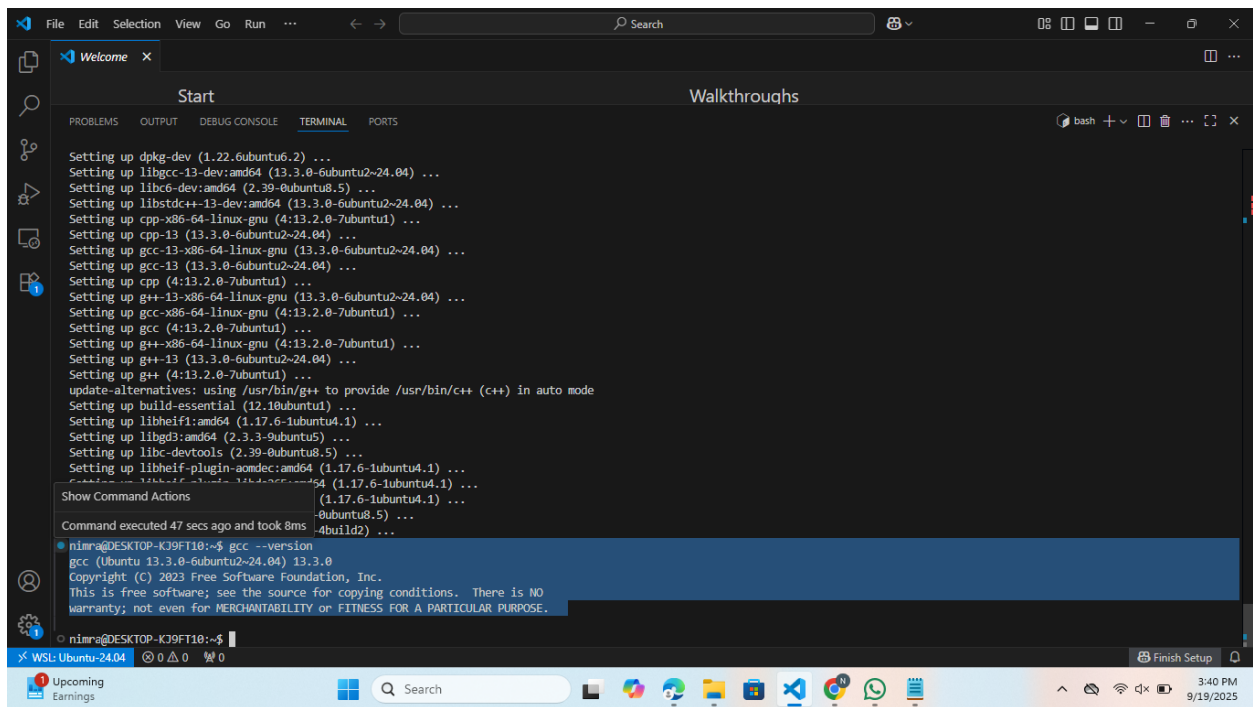 File Edit Selection View Go Run ··· Search
Welcome
Start Walkthroughs
PROBLEMS OUTPUT DEBUG CONSOLE TERMINAL PORTS bash
Setting up dpkg-dev (1.22.6ubuntu6.2) ...
Setting up libgcc-13-dev:amd64 (13.3.0-6ubuntu2~24.04) ...
Setting up libc6-dev:amd64 (2.39-0ubuntu8.5) ...
Setting up libstdc++-13-dev:amd64 (13.3.0-6ubuntu2~24.04) ...
Setting up cpp-x86-64-linux-gnu (4:13.2.0-7ubuntu1) ...
Setting up cpp-13 (13.3.0-6ubuntu2~24.04) ...
Setting up gcc-13-x86-64-linux-gnu (13.3.0-6ubuntu2~24.04) ...
Setting up gcc-13 (13.3.0-6ubuntu2~24.04) ...
Setting up cpp (4:13.2.0-7ubuntu1) ...
Setting up g++-13-x86-64-linux-gnu (13.3.0-6ubuntu2~24.04) ...
Setting up gcc-x86-64-linux-gnu (4:13.2.0-7ubuntu1) ...
Setting up gcc (4:13.2.0-7ubuntu1) ...
Setting up g++-x86-64-linux-gnu (4:13.2.0-7ubuntu1) ...
Setting up g++-13 (13.3.0-6ubuntu2~24.04) ...
Setting up g++ (4:13.2.0-7ubuntu1) ...
update-alternatives: using /usr/bin/g++ to provide /usr/bin/c++ (c++) in auto mode
Setting up build-essential (12.10ubuntu1) ...
Setting up libheif1:amd64 (1.17.6-1ubuntu4.1) ...
Setting up libgd3:amd64 (2.3.3-9ubuntu5) ...
Setting up libc-devtools (2.39-0ubuntu8.5) ...
Setting up libheif-plugin-aomdec:amd64 (1.17.6-1ubuntu4.1) ...
64 (1.17.6-1ubuntu4.1) ...
Show Command Actions (1.17.6-1ubuntu4.1) ...
-0ubuntu8.5) ...
Command executed 47 secs ago and took 8ms -4build2) ...
nimra@DESKTOP-KJ9FT10:~$ gcc --version
gcc (Ubuntu 13.3.0-6ubuntu2~24.04) 13.3.0
Copyright (C) 2023 Free Software Foundation, Inc.
This is free software; see the source for copying conditions. There is NO
warranty; not even for MERCHANTABILITY or FITNESS FOR A PARTICULAR PURPOSE.
nimra@DESKTOP-KJ9FT10:~$
WSL: Ubuntu-24.04 0 0 0 Finish Setup
1 Upcoming
Earnings
Search
3:40 PM
9/19/2025